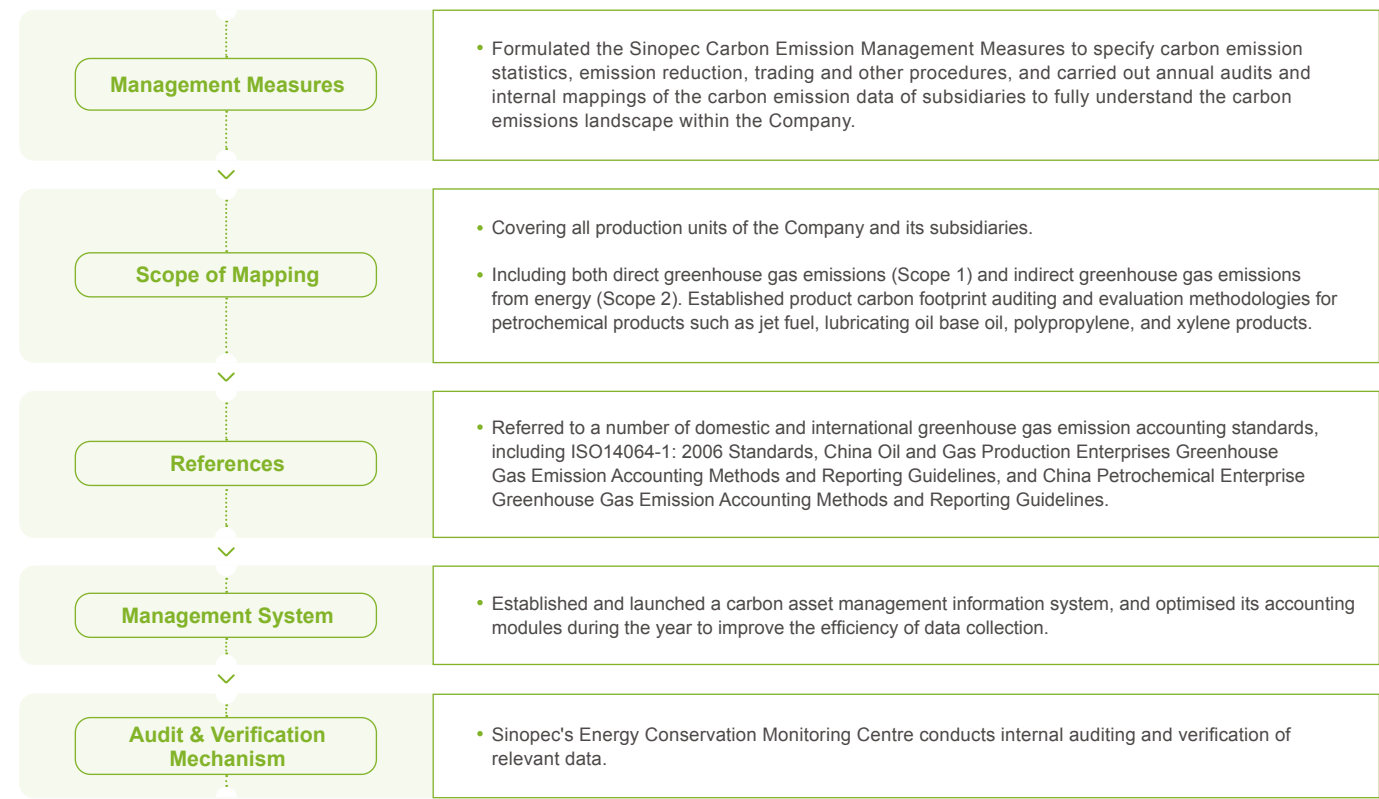 Management Measures
• Formulated the Sinopec Carbon Emission Management Measures to specify carbon emission
statistics, emission reduction, trading and other procedures, and carried out annual audits and
internal mappings of the carbon emission data of subsidiaries to fully understand the carbon
emissions landscape within the Company.
Scope of Mapping
• Covering all production units of the Company and its subsidiaries.
• Including both direct greenhouse gas emissions (Scope 1) and indirect greenhouse gas emissions
from energy (Scope 2). Established product carbon footprint auditing and evaluation methodologies for
petrochemical products such as jet fuel, lubricating oil base oil, polypropylene, and xylene products.
References
• Referred to a number of domestic and international greenhouse gas emission accounting standards,
including ISO14064-1: 2006 Standards, China Oil and Gas Production Enterprises Greenhouse
Gas Emission Accounting Methods and Reporting Guidelines, and China Petrochemical Enterprise
Greenhouse Gas Emission Accounting Methods and Reporting Guidelines.
Management System
• Established and launched a carbon asset management information system, and optimised its accounting
modules during the year to improve the efficiency of data collection.
Audit & Verification
Mechanism
• Sinopec's Energy Conservation Monitoring Centre conducts internal auditing and verification of
relevant data.